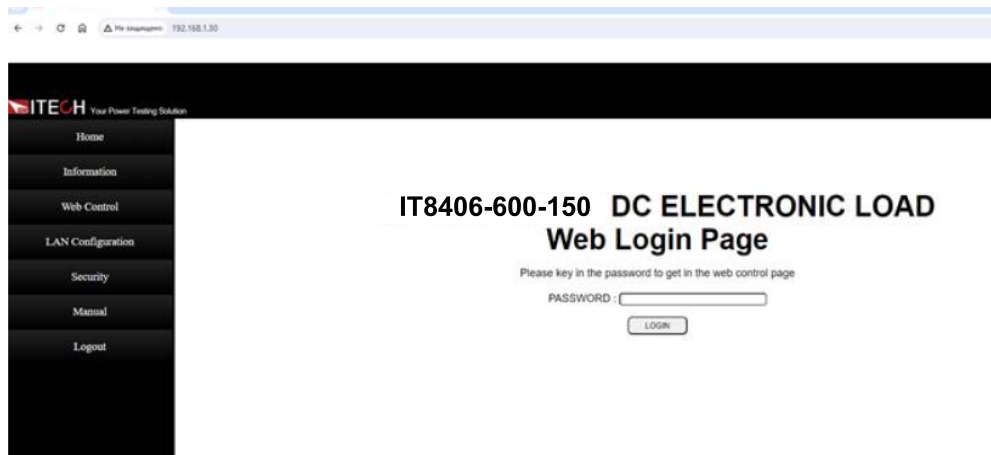 Не защищено 192.168.1.30
ITECH Your Power Testing Solution
Home
Information
Web Control
LAN Configuration
Security
Manual
Logout
IT8406-600-150 DC ELECTRONIC LOAD
Web Login Page
Please key in the password to get in the web control page
PASSWORD :
LOGIN